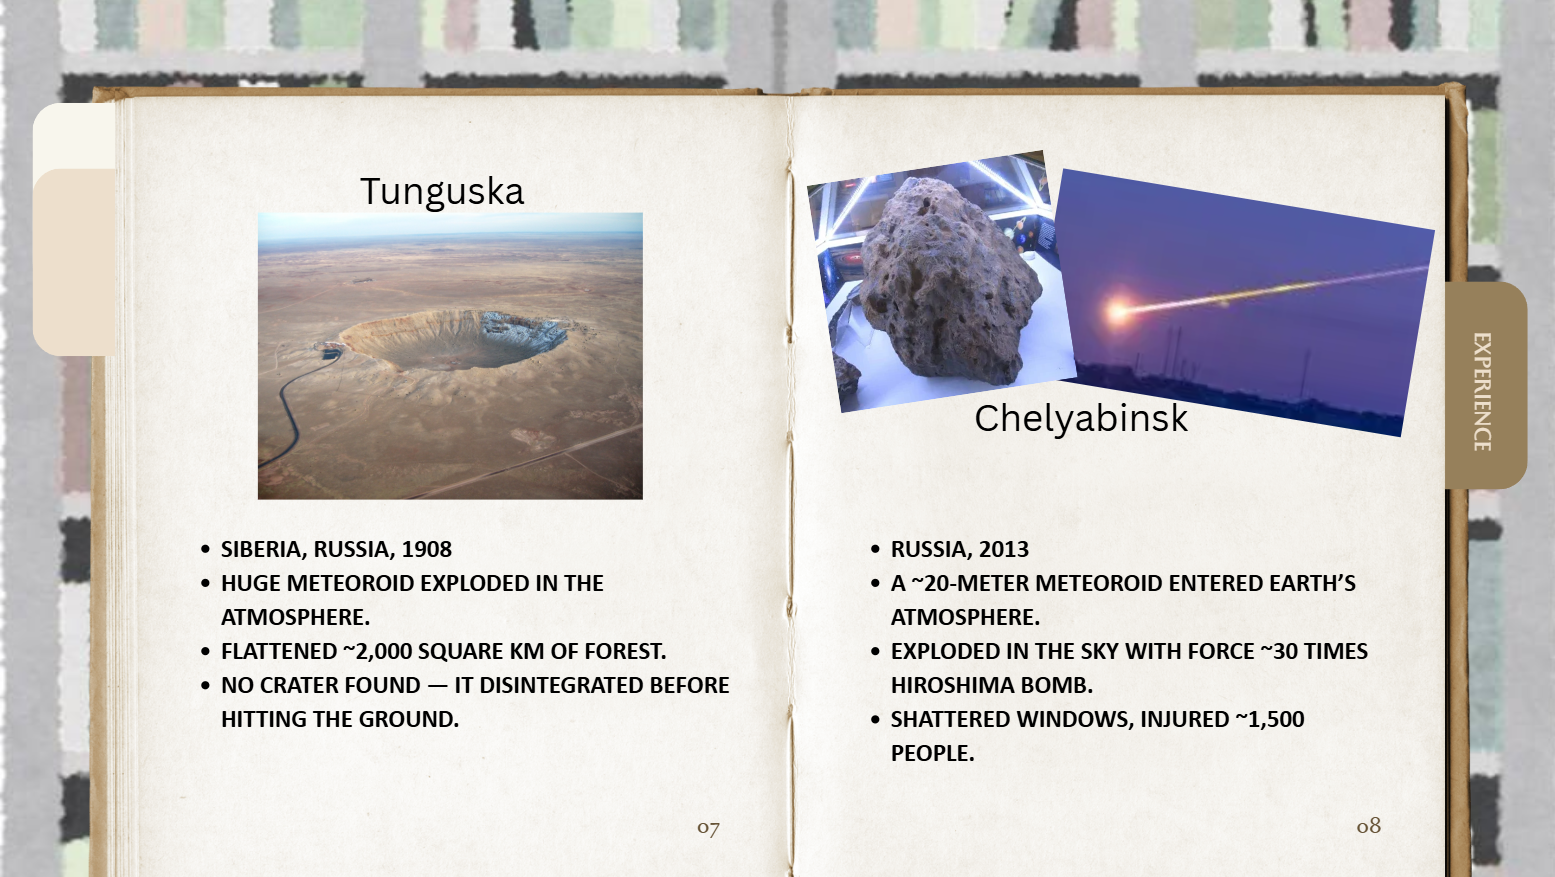 Tunguska
• SIBERIA, RUSSIA, 1908
• HUGE METEOROID EXPLODED IN THE
ATMOSPHERE.
• FLATTENED ~2,000 SQUARE KM OF FOREST.
• NO CRATER FOUND — IT DISINTEGRATED BEFORE
HITTING THE GROUND.
07
Chelyabinsk
• RUSSIA, 2013
• A ~20-METER METEOROID ENTERED EARTH’S
ATMOSPHERE.
• EXPLODED IN THE SKY WITH FORCE ~30 TIMES
HIROSHIMA BOMB.
• SHATTERED WINDOWS, INJURED ~1,500
PEOPLE.
08
EXPERIENCE